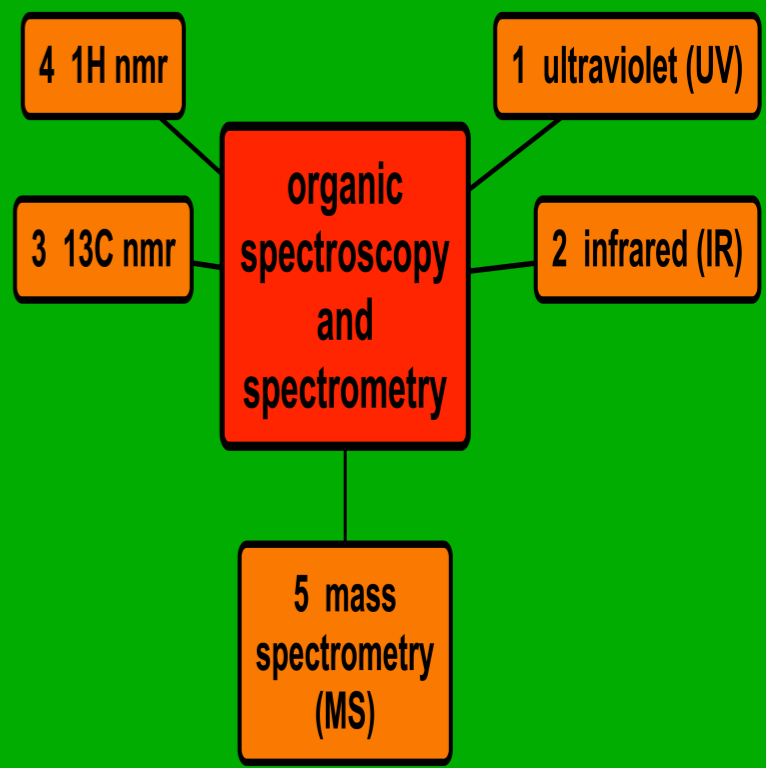 4 1H nmr
1 ultraviolet (UV)
organic
spectroscopy
and
spectrometry
3 13C nmr
2 infrared (IR)
5 mass
spectrometry
(MS)